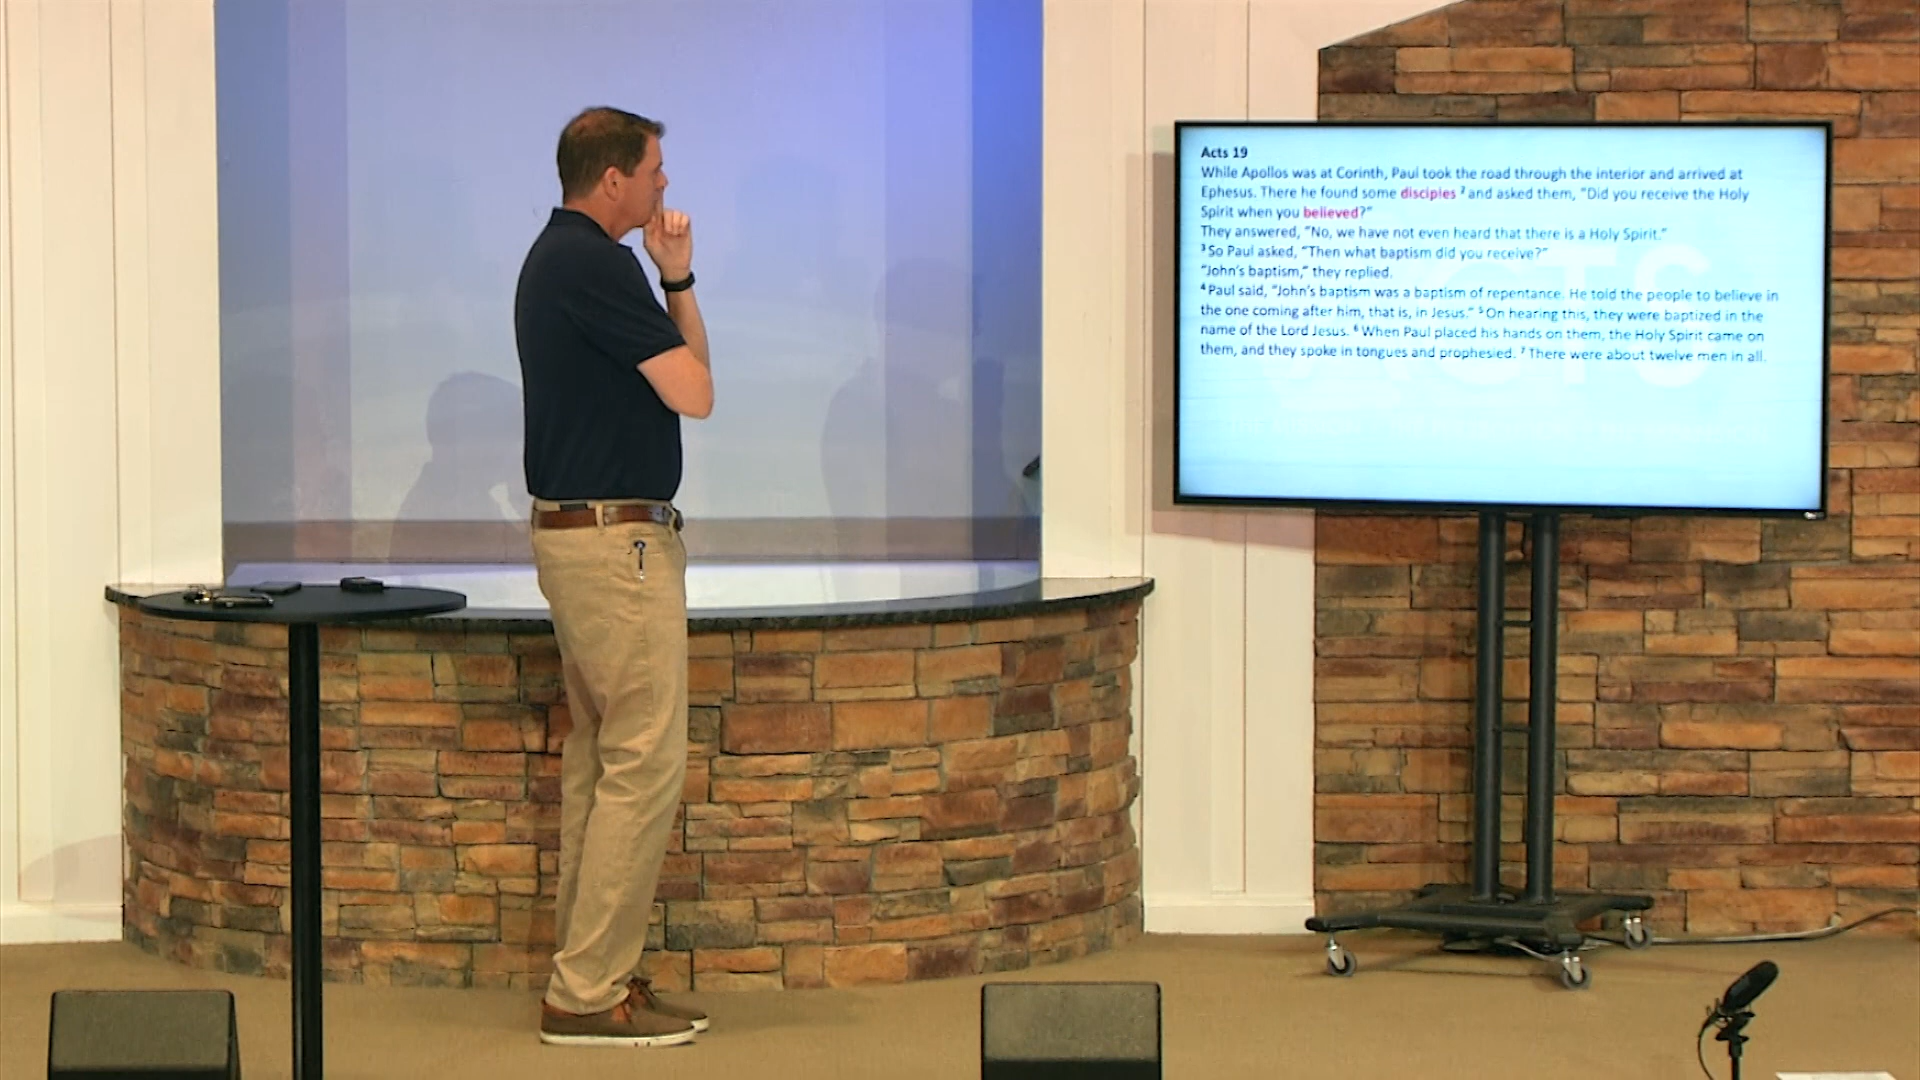 Acts 19
While Apollos was at Corinth, Paul took the road through the interior and arrived at
Ephesus. There he found some disciples ² and asked them, “Did you receive the Holy
Spirit when you believed?”
They answered, “No, we have not even heard that there is a Holy Spirit.”
³ So Paul asked, “Then what baptism did you receive?”
“John’s baptism,” they replied.
⁴ Paul said, “John’s baptism was a baptism of repentance. He told the people to believe in
the one coming after him, that is, in Jesus.” ⁵ On hearing this, they were baptized in the
name of the Lord Jesus. ⁶ When Paul placed his hands on them, the Holy Spirit came on
them, and they spoke in tongues and prophesied. ⁷ There were about twelve men in all.
ACTS